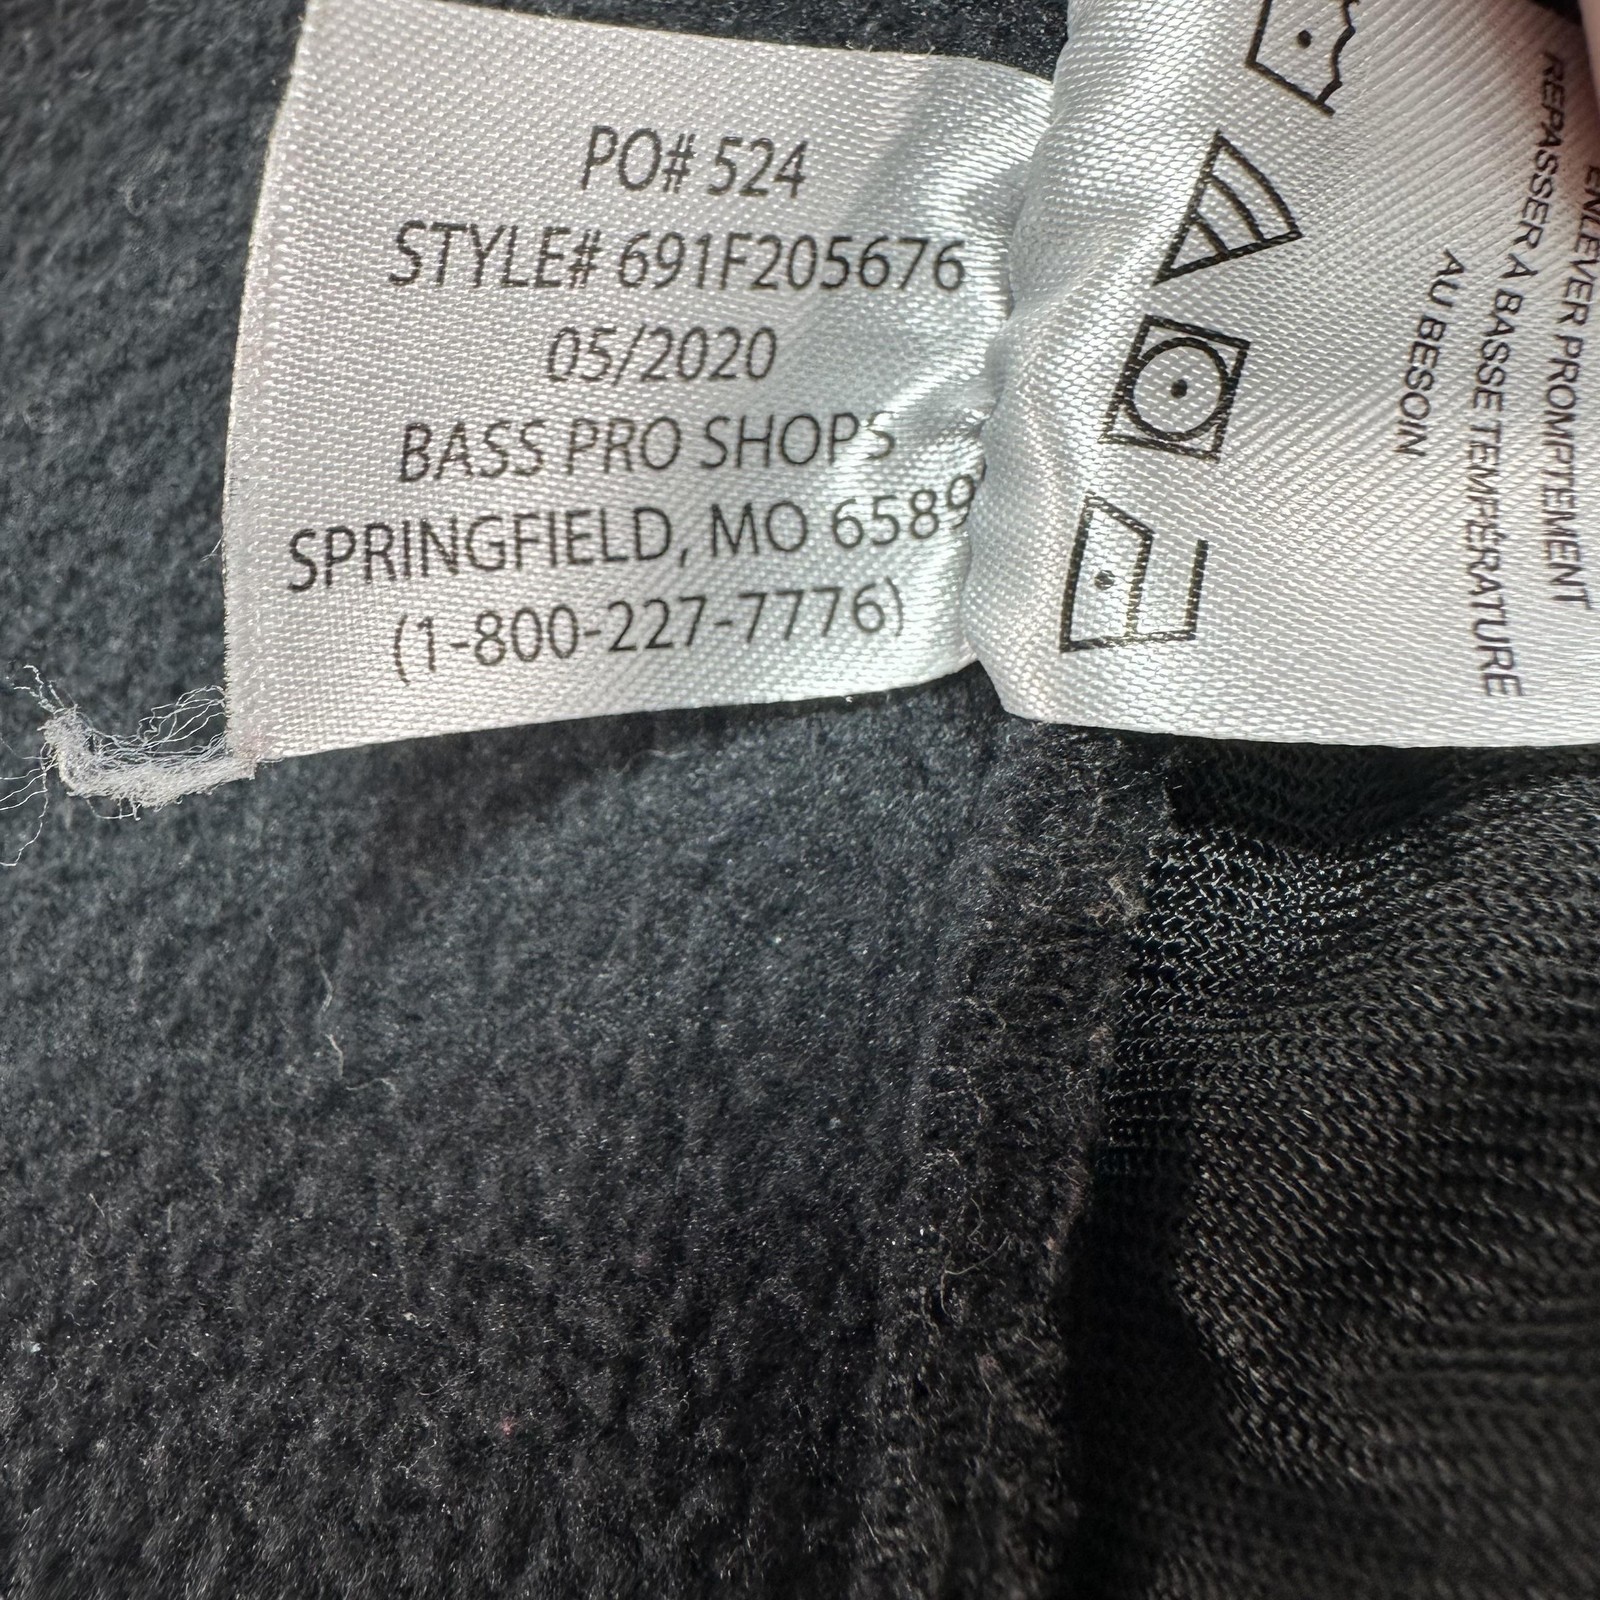 PO# 524
STYLE# 691F205676
05/2020
BASS PRO SHOPS
SPRINGFIELD, MO 6589
(1-800-227-7776)
ENLEVER PROMPTEMENT
REPASSER A BASSE TEMPÉRATURE
AU BESOIN